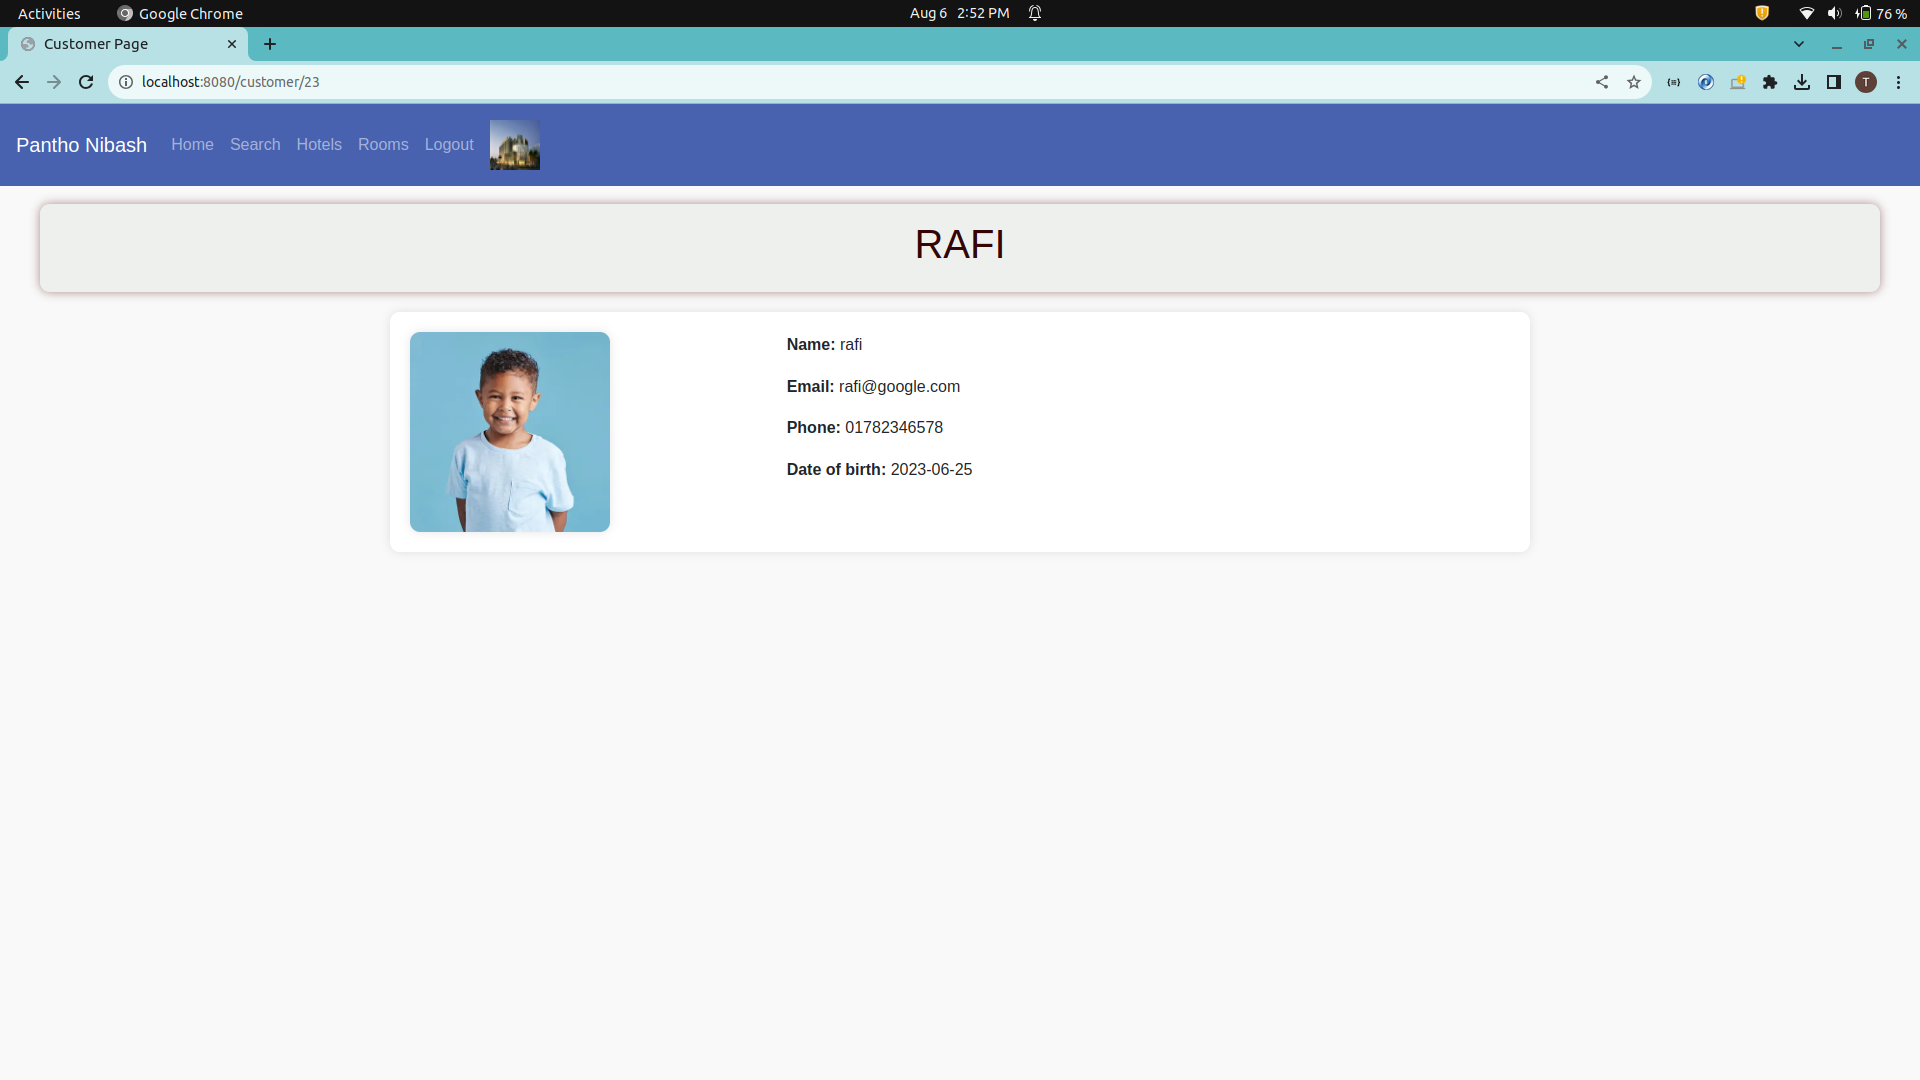 Activities Google Chrome Aug 6 2:52 PM 76 %
Customer Page
localhost:8080/customer/23 T
Pantho Nibash Home Search Hotels Rooms Logout
RAFI
Name: rafi
Email: rafi@google.com
Phone: 01782346578
Date of birth: 2023-06-25